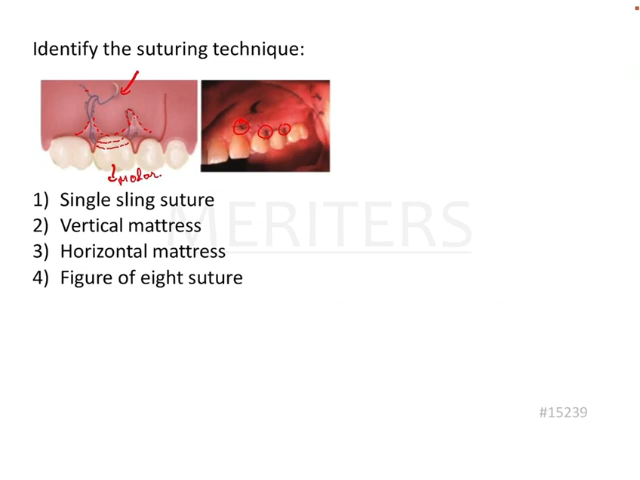 Identify the suturing technique:
molar.
1) Single sling suture
2) Vertical mattress
3) Horizontal mattress
4) Figure of eight suture
MERITERS
#15239